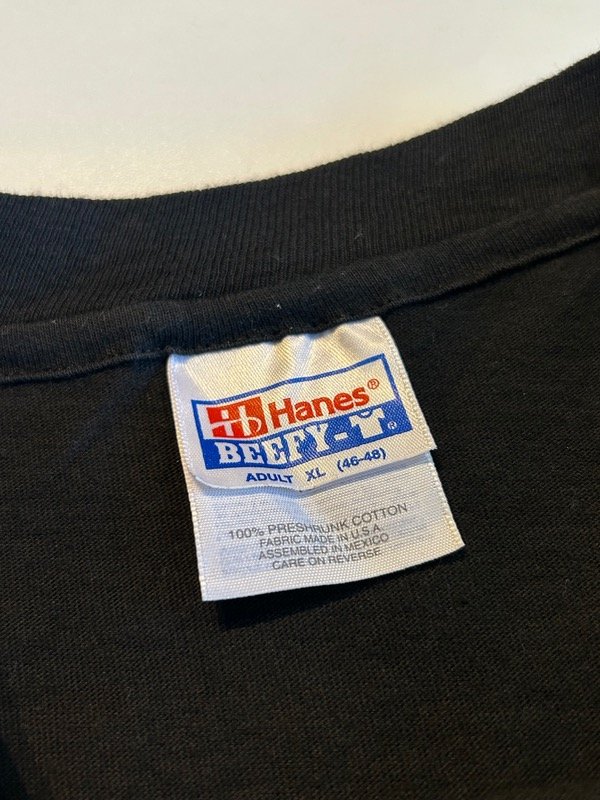 Hanes®
BEEFY-T®
ADULT XL (46-48)
100% PRESHRUNK COTTON
FABRIC MADE IN U.S.A.
ASSEMBLED IN MEXICO
CARE ON REVERSE